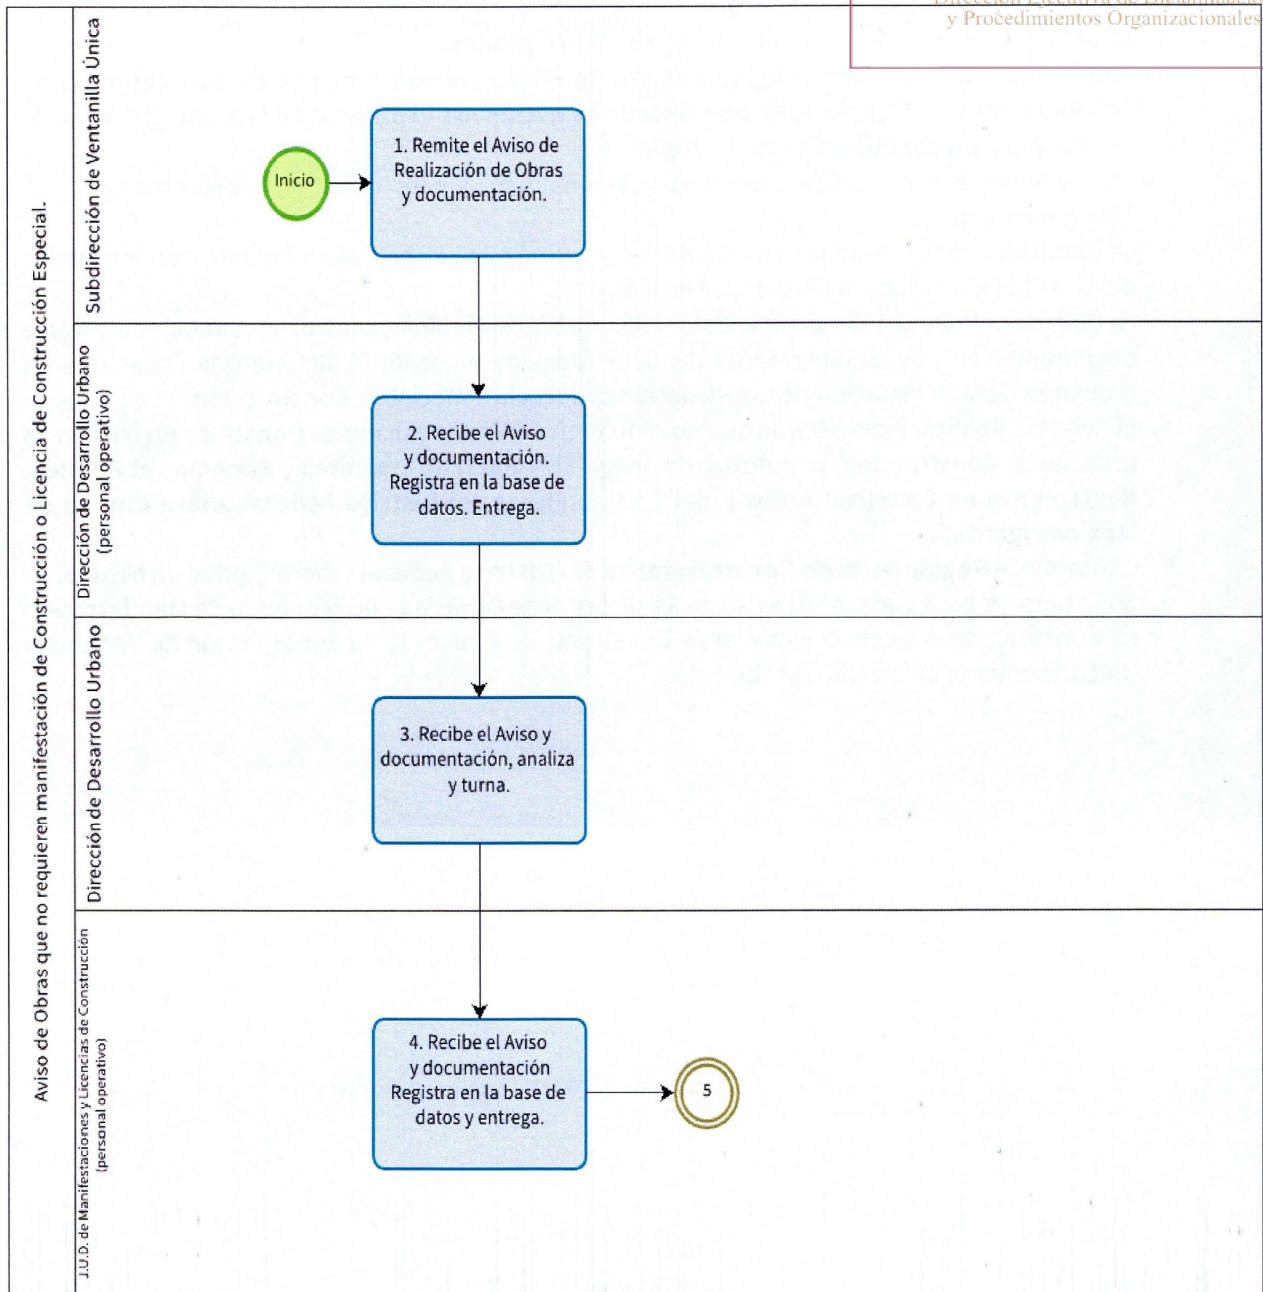 y Procedimientos Organizacionales
Aviso de Obras que no requieren manifestación de Construcción o Licencia de Construcción Especial.
Subdirección de Ventanilla Única
Inicio
1. Remite el Aviso de
Realización de Obras
y documentación.
Dirección de Desarrollo Urbano
(personal operativo)
2. Recibe el Aviso
y documentación.
Registra en la base de
datos. Entrega.
Dirección de Desarrollo Urbano
3. Recibe el Aviso y
documentación, analiza
y turna.
J.U.D. de Manifestaciones y Licencias de Construcción
(personal operativo)
4. Recibe el Aviso
y documentación
Registra en la base de
datos y entrega.
5